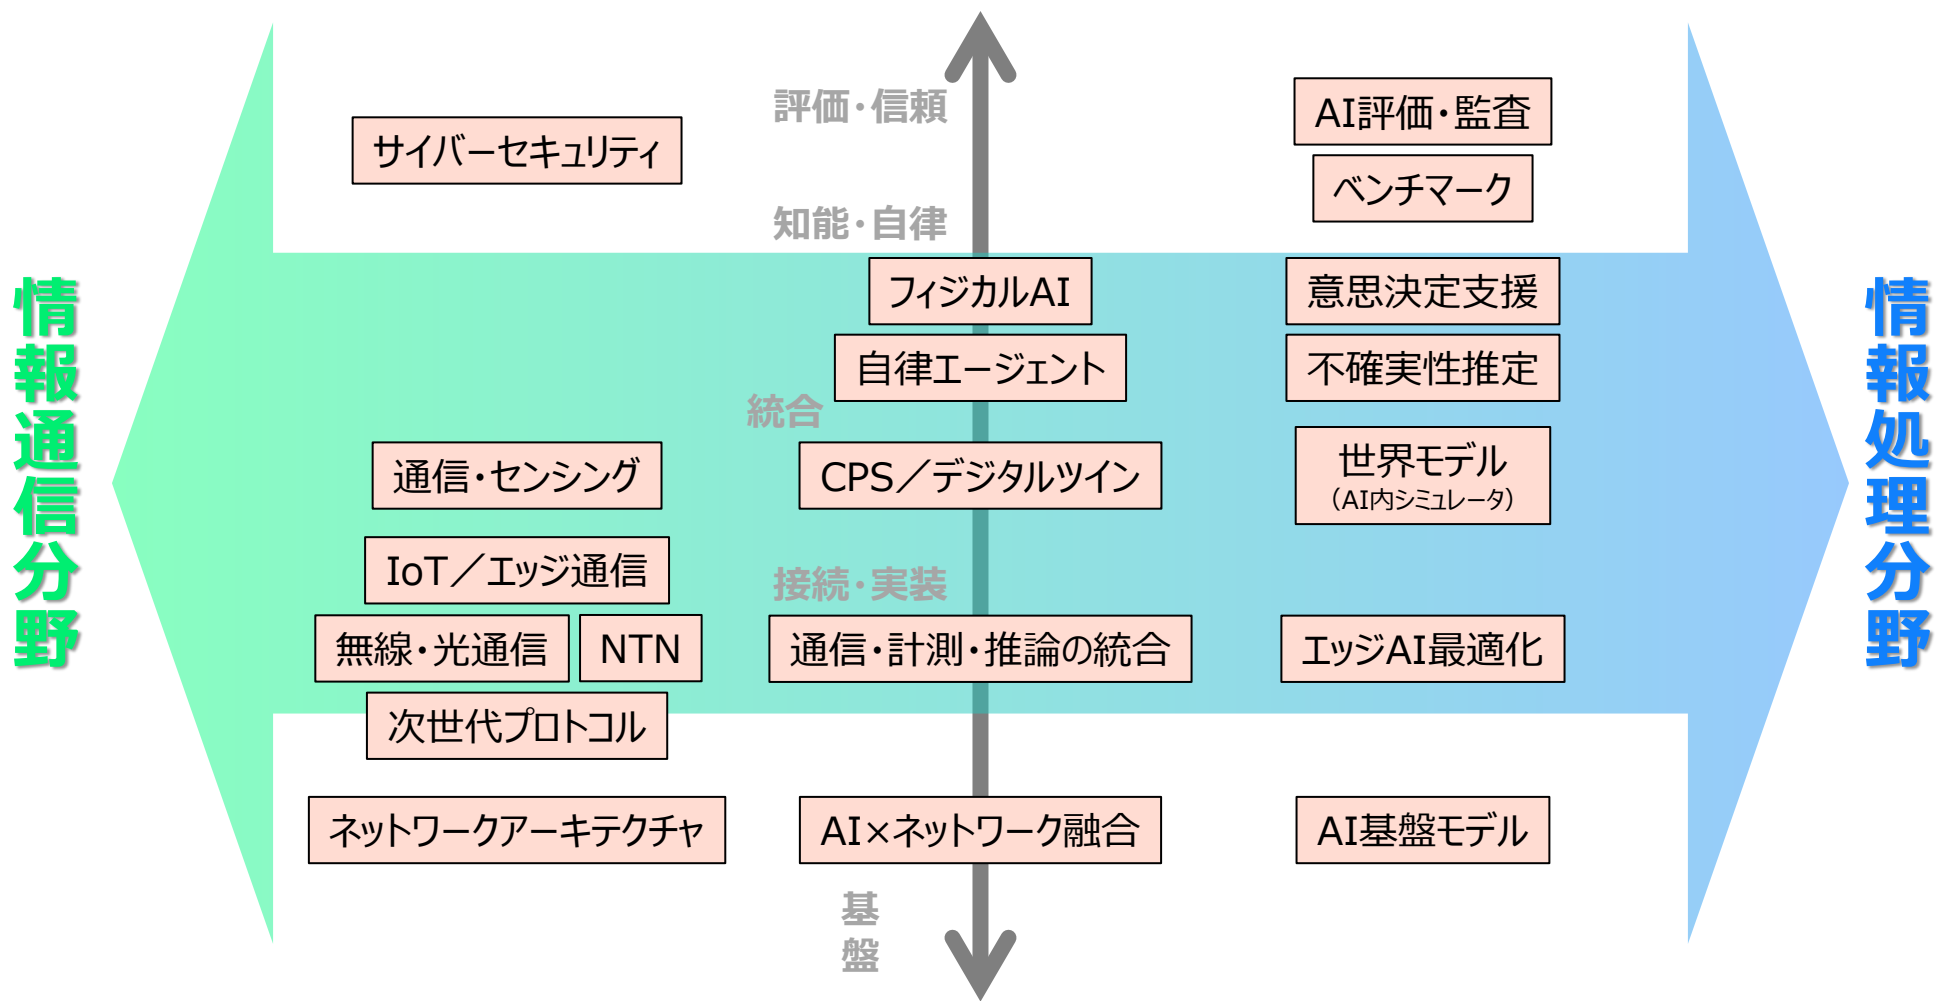 評価・信頼
AI評価・監査
サイバーセキュリティ
ベンチマーク
知能・自律
フィジカルAI
意思決定支援
自律エージェント
不確実性推定
統合
通信・センシング
CPS／デジタルツイン
世界モデル
（AI内シミュレータ）
IoT／エッジ通信
接続・実装
無線・光通信
NTN
通信・計測・推論の統合
エッジAI最適化
次世代プロトコル
ネットワークアーキテクチャ
AI×ネットワーク融合
AI基盤モデル
基盤
情報通信分野
情報処理分野